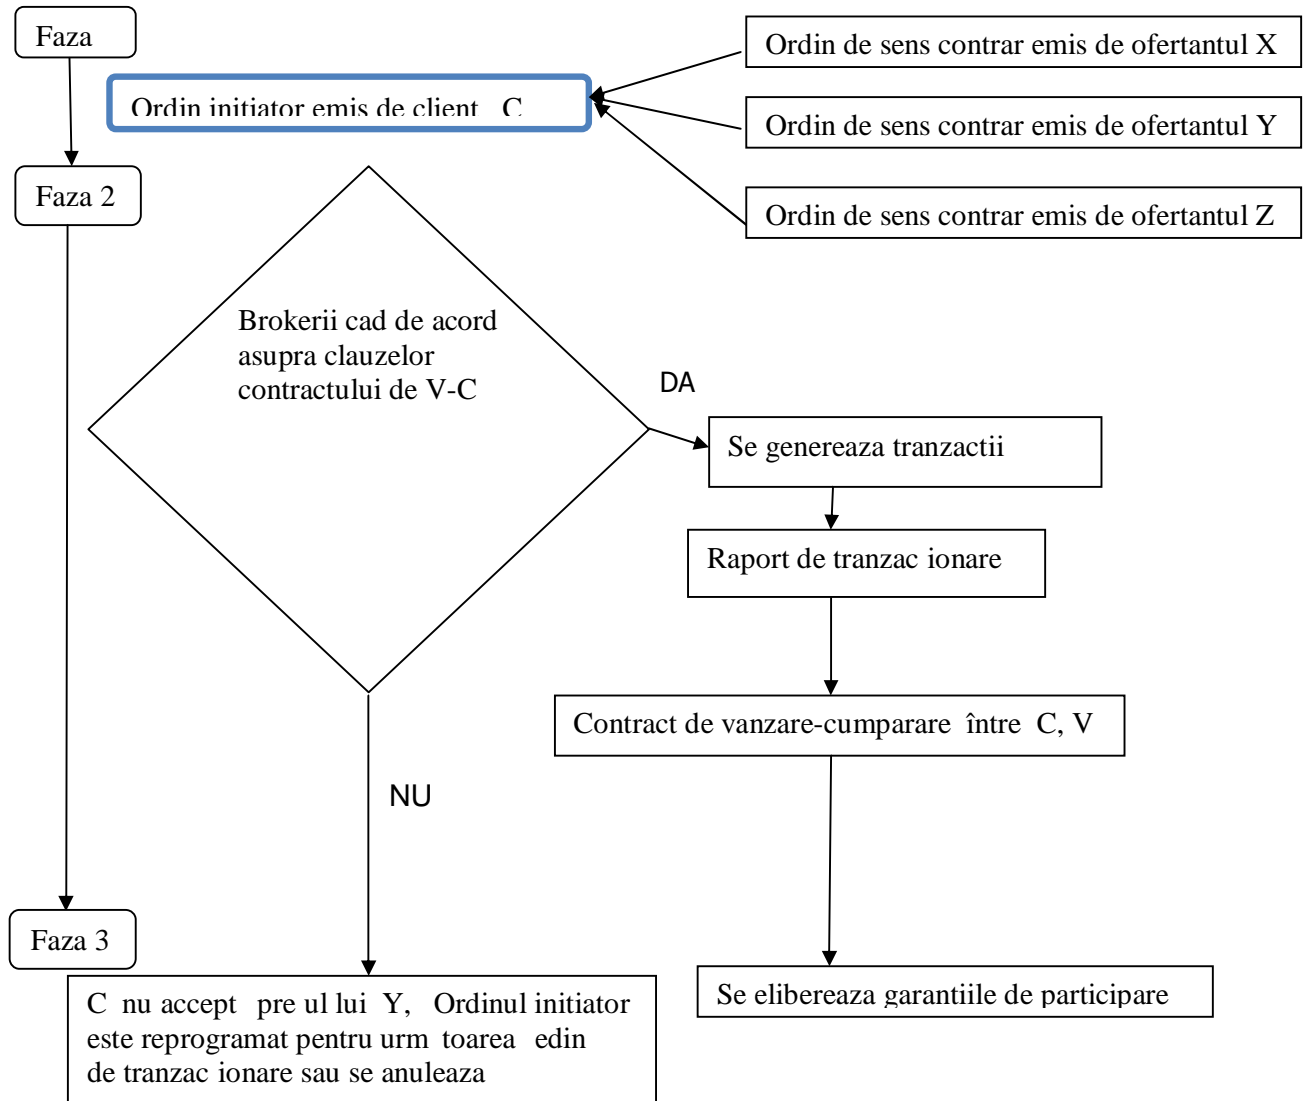 Faza
Ordin de sens contrar emis de ofertantul X
Ordin initiator emis de client C
Ordin de sens contrar emis de ofertantul Y
Faza 2
Ordin de sens contrar emis de ofertantul Z
Brokerii cad de acord
asupra clauzelor
contractului de V-C
DA
Se genereaza tranzactii
Raport de tranzac ionare
Contract de vanzare-cumparare între C, V
NU
Faza 3
C nu accept pre ul lui Y, Ordinul initiator
este reprogramat pentru urm toarea edin
de tranzac ionare sau se anuleaza
Se elibereaza garantiile de participare